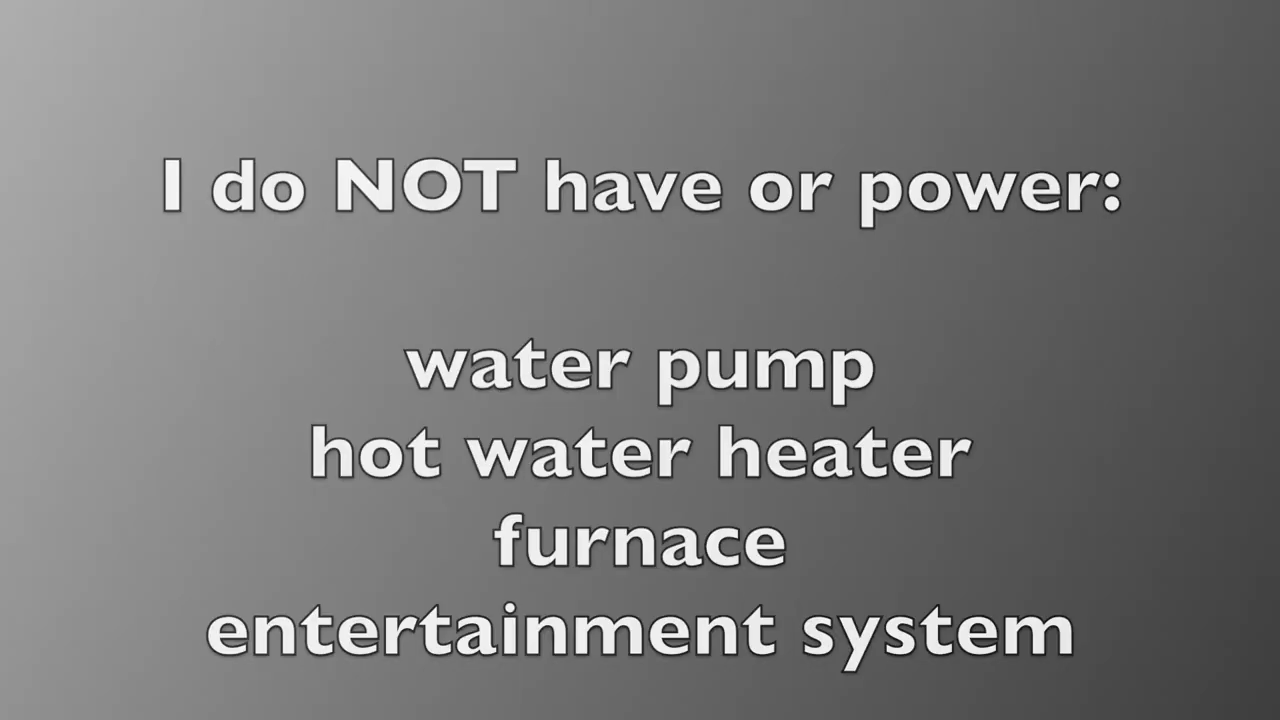 I do NOT have or power:
water pump
hot water heater
furnace
entertainment system